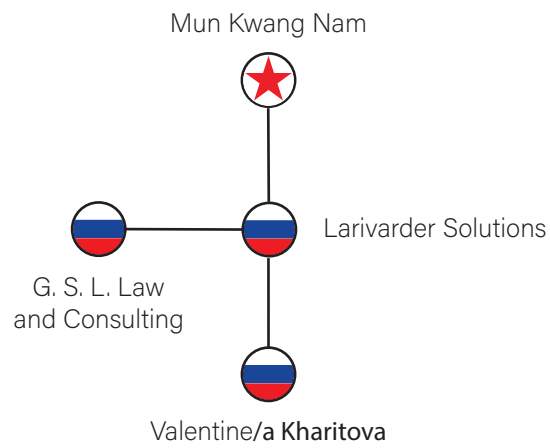 Mun Kwang Nam
Larivarder Solutions
G. S. L. Law
and Consulting
Valentine/a Kharitova